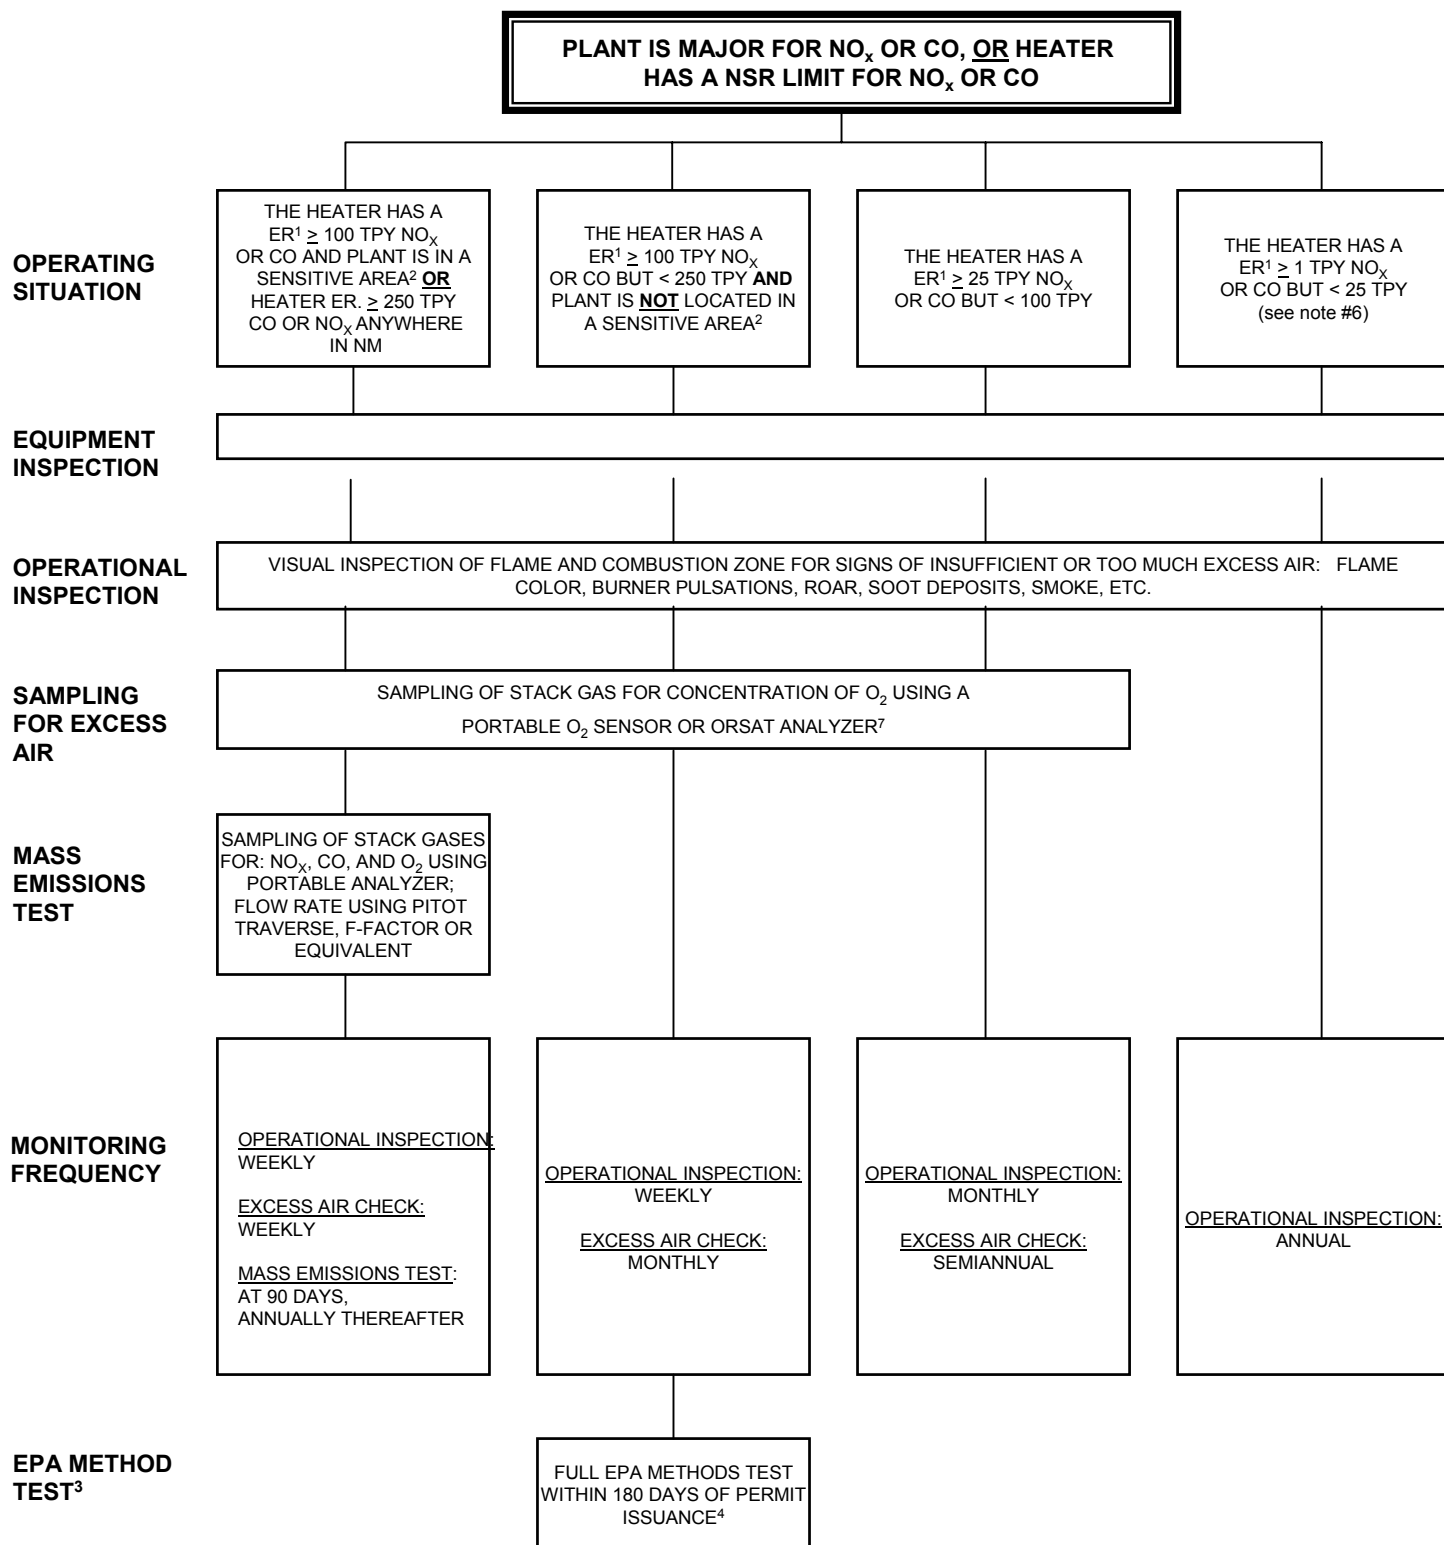 PLANT IS MAJOR FOR NOx OR CO, OR HEATER
HAS A NSR LIMIT FOR NOx OR CO
OPERATING
SITUATION
THE HEATER HAS A
ER¹ ≥ 100 TPY NOX
OR CO AND PLANT IS IN A
SENSITIVE AREA² OR
HEATER ER. ≥ 250 TPY
CO OR NOX ANYWHERE
IN NM
THE HEATER HAS A
ER¹ ≥ 100 TPY NOX
OR CO BUT < 250 TPY AND
PLANT IS NOT LOCATED IN
A SENSITIVE AREA²
THE HEATER HAS A
ER¹ ≥ 25 TPY NOX
OR CO BUT < 100 TPY
THE HEATER HAS A
ER¹ ≥ 1 TPY NOX
OR CO BUT < 25 TPY
(see note #6)
EQUIPMENT
INSPECTION
OPERATIONAL
INSPECTION
VISUAL INSPECTION OF FLAME AND COMBUSTION ZONE FOR SIGNS OF INSUFFICIENT OR TOO MUCH EXCESS AIR: FLAME
COLOR, BURNER PULSATIONS, ROAR, SOOT DEPOSITS, SMOKE, ETC.
SAMPLING
FOR EXCESS
AIR
SAMPLING OF STACK GAS FOR CONCENTRATION OF O₂ USING A
PORTABLE O₂ SENSOR OR ORSAT ANALYZER⁷
MASS
EMISSIONS
TEST
SAMPLING OF STACK GASES
FOR: NOX, CO, AND O₂ USING
PORTABLE ANALYZER;
FLOW RATE USING PITOT
TRAVERSE, F-FACTOR OR
EQUIVALENT
MONITORING
FREQUENCY
OPERATIONAL INSPECTION:
WEEKLY
EXCESS AIR CHECK:
WEEKLY
MASS EMISSIONS TEST:
AT 90 DAYS,
ANNUALLY THEREAFTER
OPERATIONAL INSPECTION:
WEEKLY
EXCESS AIR CHECK:
MONTHLY
OPERATIONAL INSPECTION:
MONTHLY
EXCESS AIR CHECK:
SEMIANNUAL
OPERATIONAL INSPECTION:
ANNUAL
EPA METHOD
TEST³
FULL EPA METHODS TEST
WITHIN 180 DAYS OF PERMIT
ISSUANCE⁴